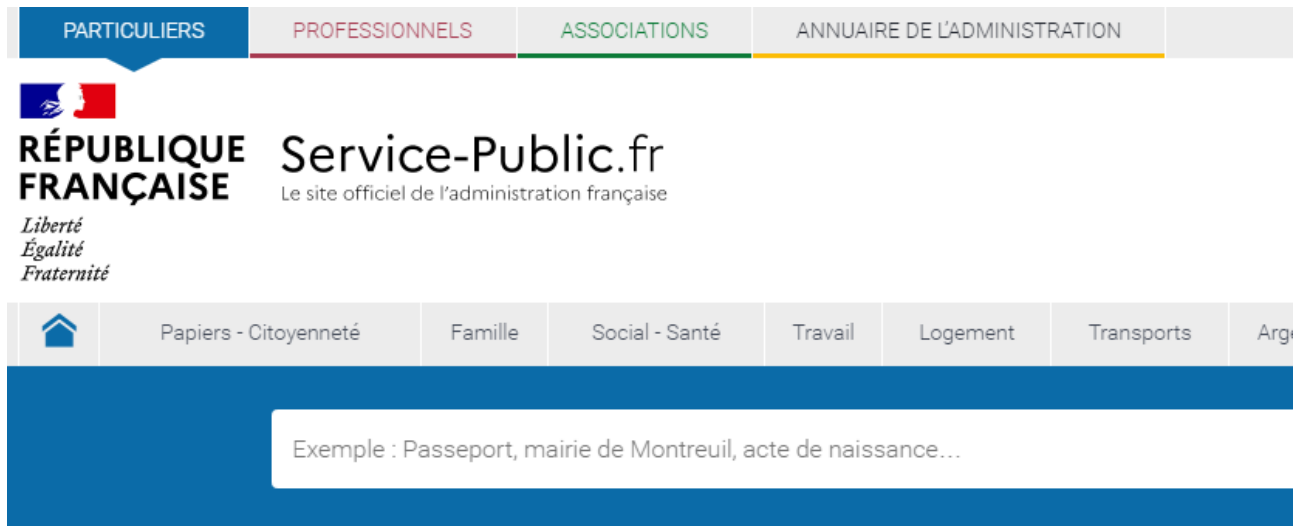 PARTICULIERS PROFESSIONNELS ASSOCIATIONS ANNUAIRE DE L'ADMINISTRATION
RÉPUBLIQUE
FRANÇAISE
Liberté
Égalité
Fraternité
Service-Public.fr
Le site officiel de l'administration française
Papiers - Citoyenneté Famille Social - Santé Travail Logement Transports
Exemple : Passeport, mairie de Montreuil, acte de naissance...